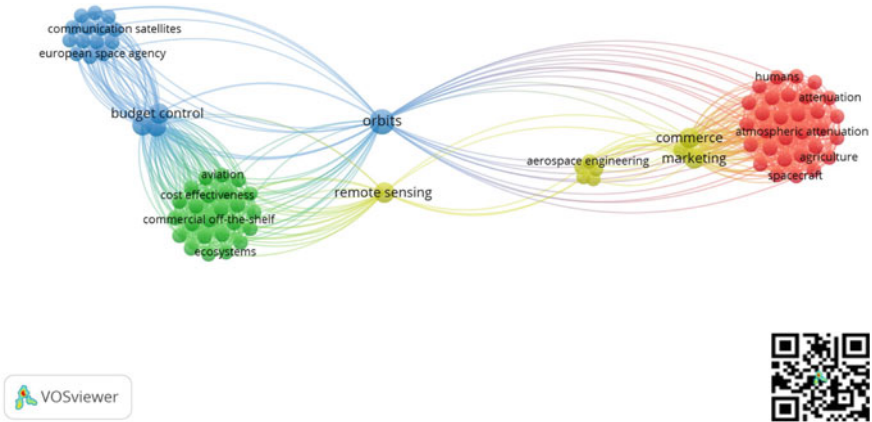 communication satellites
european space agency
budget control
orbits
aviation
cost effectiveness
commercial off-the-shelf
ecosystems
remote sensing
aerospace engineering
commerce
marketing
humans
attenuation
atmospheric attenuation
agriculture
spacecraft
VOSviewer